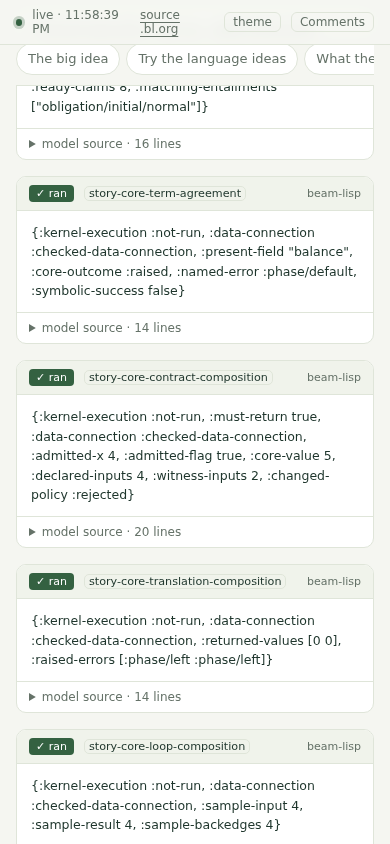 live · 11:58:39 PM
source .bl.org
theme
Comments
The big idea
Try the language ideas
What the
:ready-claims 8, :matching-entailments
["obligation/initial/normal"]}
▶ model source · 16 lines
✓ ran story-core-term-agreement beam-lisp
{:kernel-execution :not-run, :data-connection
:checked-data-connection, :present-field "balance",
:core-outcome :raised, :named-error :phase/default,
:symbolic-success false}
▶ model source · 14 lines
✓ ran story-core-contract-composition beam-lisp
{:kernel-execution :not-run, :must-return true,
:data-connection :checked-data-connection,
:admitted-x 4, :admitted-flag true, :core-value 5,
:declared-inputs 4, :witness-inputs 2, :changed-
policy :rejected}
▶ model source · 20 lines
✓ ran story-core-translation-composition beam-lisp
{:kernel-execution :not-run, :data-connection
:checked-data-connection, :returned-values [0 0],
:raised-errors [:phase/left :phase/left]}
▶ model source · 14 lines
✓ ran story-core-loop-composition beam-lisp
{:kernel-execution :not-run, :data-connection
:checked-data-connection, :sample-input 4,
:sample-result 4, :sample-backedges 4}